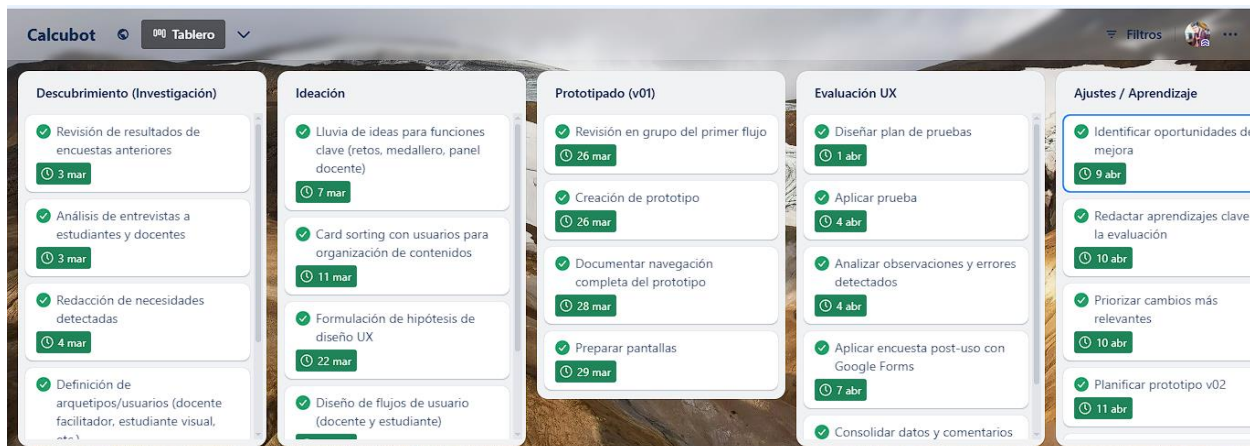 Calcubot
Tablero
Filtros
Descubrimiento (Investigación)
Revisión de resultados de
encuestas anteriores
3 mar
Análisis de entrevistas a
estudiantes y docentes
3 mar
Redacción de necesidades
detectadas
4 mar
Definición de
arquetipos/usuarios (docente
facilitador, estudiante visual,
etc.)
Ideación
Lluvia de ideas para funciones
clave (retos, medallero, panel
docente)
7 mar
Card sorting con usuarios para
organización de contenidos
11 mar
Formulación de hipótesis de
diseño UX
22 mar
Diseño de flujos de usuario
(docente y estudiante)
Prototipado (v01)
Revisión en grupo del primer flujo
26 mar
Creación de prototipo
26 mar
Documentar navegación
completa del prototipo
28 mar
Preparar pantallas
29 mar
Evaluación UX
Diseñar plan de pruebas
1 abr
Aplicar prueba
4 abr
Analizar observaciones y errores
detectados
4 abr
Aplicar encuesta post-uso con
Google Forms
7 abr
Consolidar datos y comentarios
Ajustes / Aprendizaje
Identificar oportunidades de
mejora
9 abr
Redactar aprendizajes clave
la evaluación
10 abr
Priorizar cambios más
relevantes
10 abr
Planificar prototipo v02
11 abr